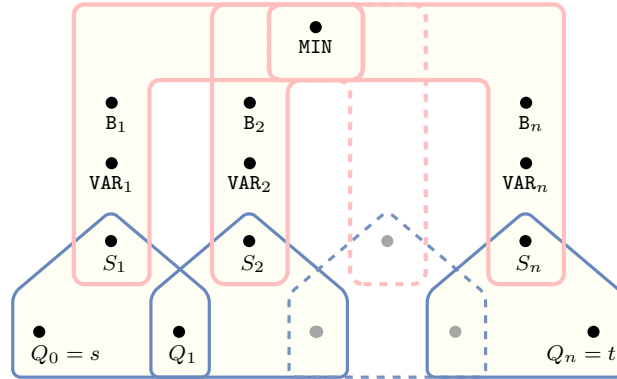 MIN
B₁ B₂ Bₙ
VAR₁ VAR₂ VARₙ
S₁ S₂ Sₙ
Q₀ = s Q₁ Qₙ = t